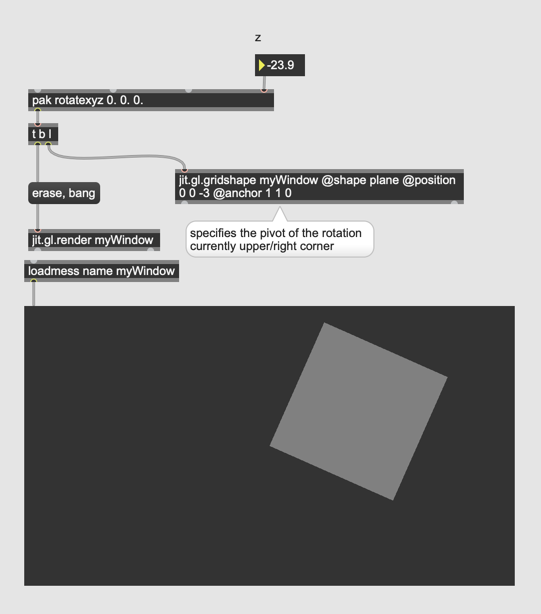 z
-23.9
pak rotatexyz 0. 0. 0.
t b l
jit.gl.gridshape myWindow @shape plane @position
0 0 -3 @anchor 1 1 0
erase, bang
specifies the pivot of the rotation
currently upper/right corner
jit.gl.render myWindow
loadmess name myWindow